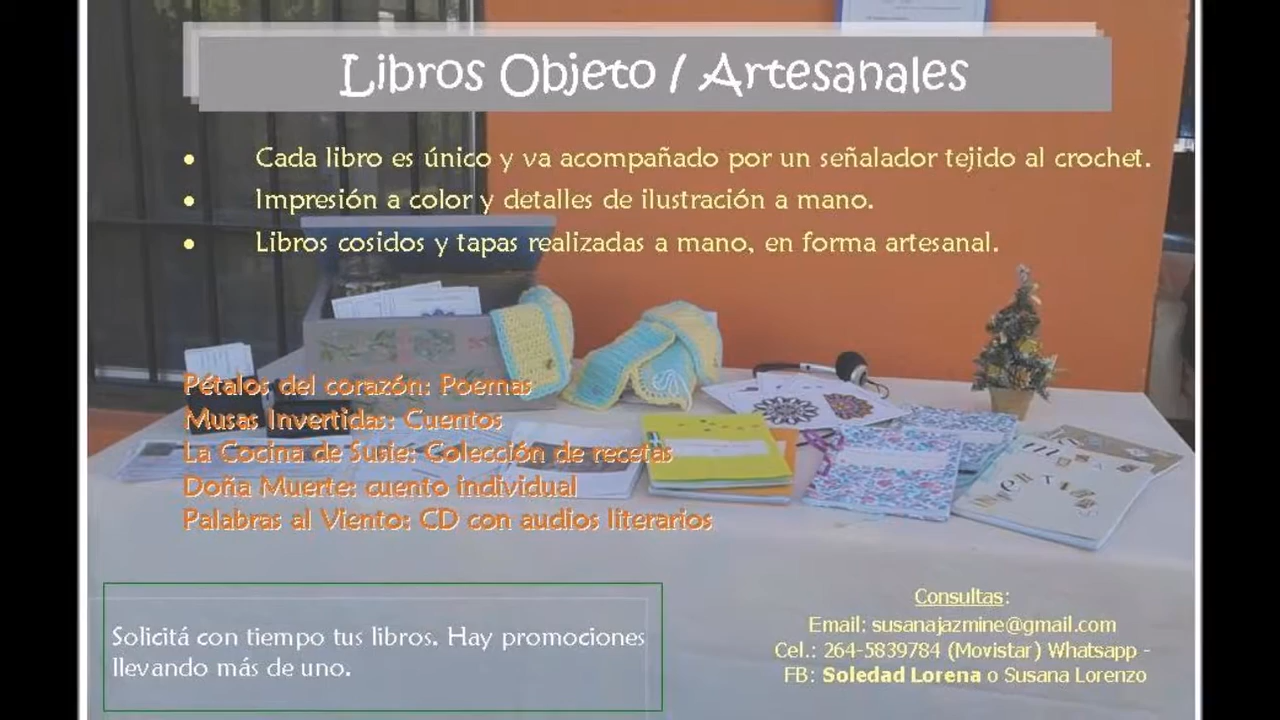 Libros Objeto / Artesanales
• Cada libro es único y va acompañado por un señalador tejido al crochet.
• Impresión a color y detalles de ilustración a mano.
• Libros cosidos y tapas realizadas a mano, en forma artesanal.
Pétalos del corazón: Poemas
Musas Invertidas: Cuentos
La Cocina de Susie: Colección de recetas
Doña Muerte: cuento individual
Palabras al Viento: CD con audios literarios
Solicitá con tiempo tus libros. Hay promociones
llevando más de uno.
Consultas:
Email: susanajazmine@gmail.com
Cel.: 264-5839784 (Movistar) Whatsapp -
FB: Soledad Lorena o Susana Lorenzo